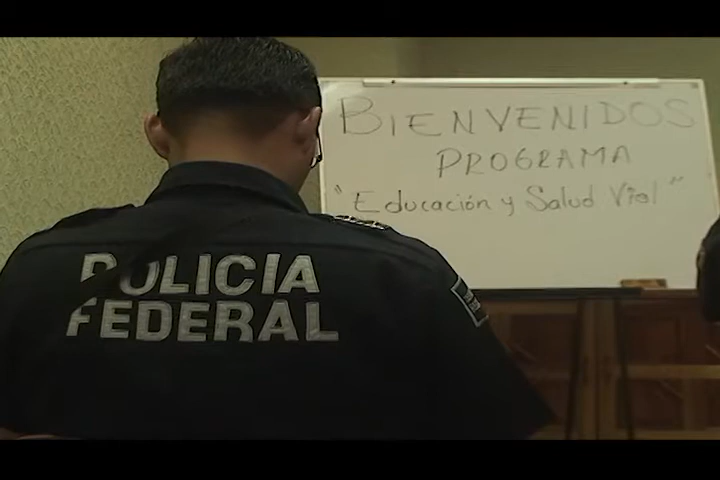 BIENVENIDOS
PROGRAMA
"Educación y Salud Vial"
POLICIA
FEDERAL